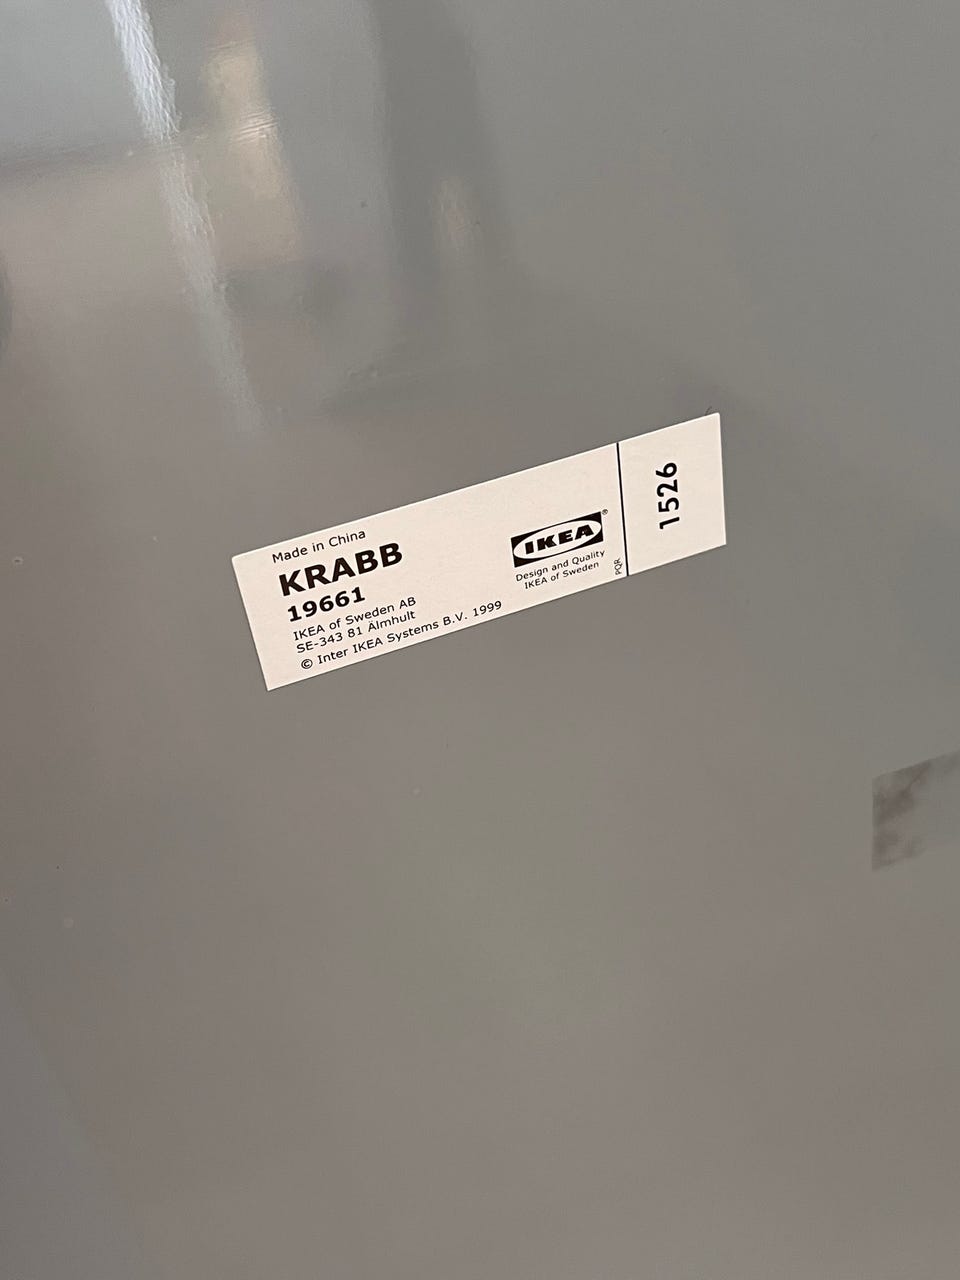 Made in China
KRABB
19661
IKEA of Sweden AB
SE-343 81 Älmhult
© Inter IKEA Systems B.V. 1999
IKEA®
Design and Quality
IKEA of Sweden
PQR
1526